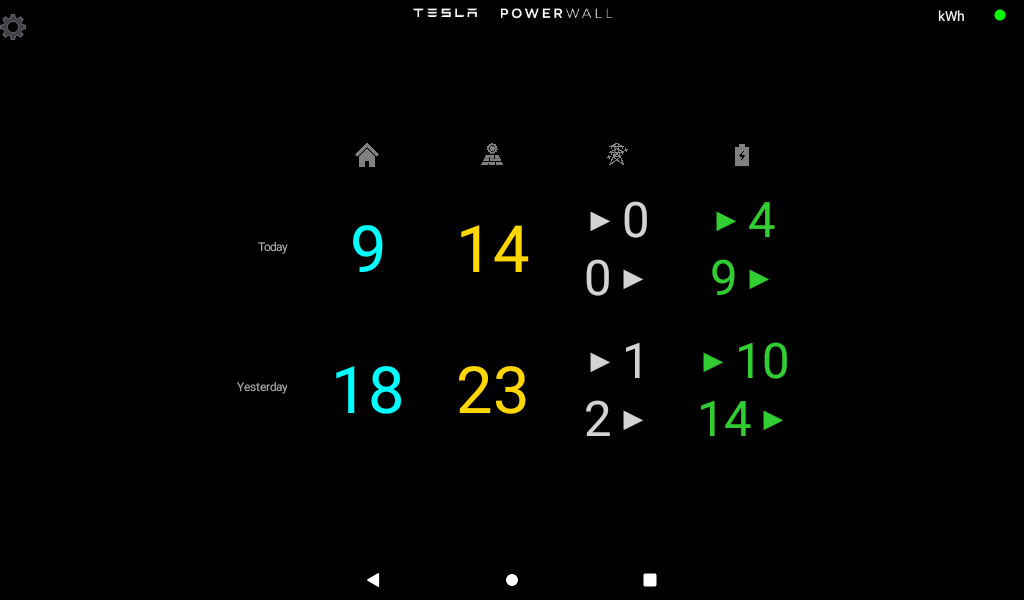 TESLA POWERWALL
kWh
Today 9 14 ►0 ►4
0► 9►
Yesterday 18 23 ►1 ►10
2► 14►